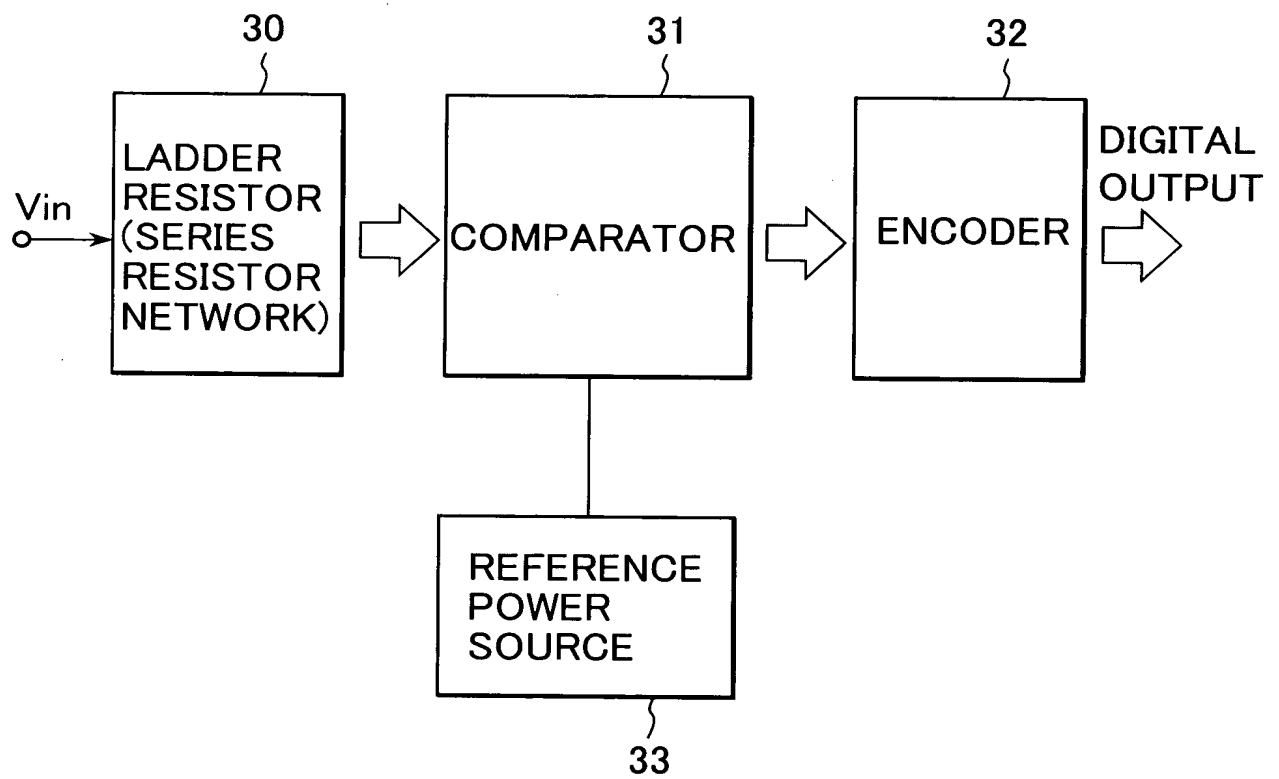 30
31
32
LADDER
RESISTOR
(SERIES
RESISTOR
NETWORK)
Vin
COMPARATOR
ENCODER
DIGITAL
OUTPUT
REFERENCE
POWER
SOURCE
33